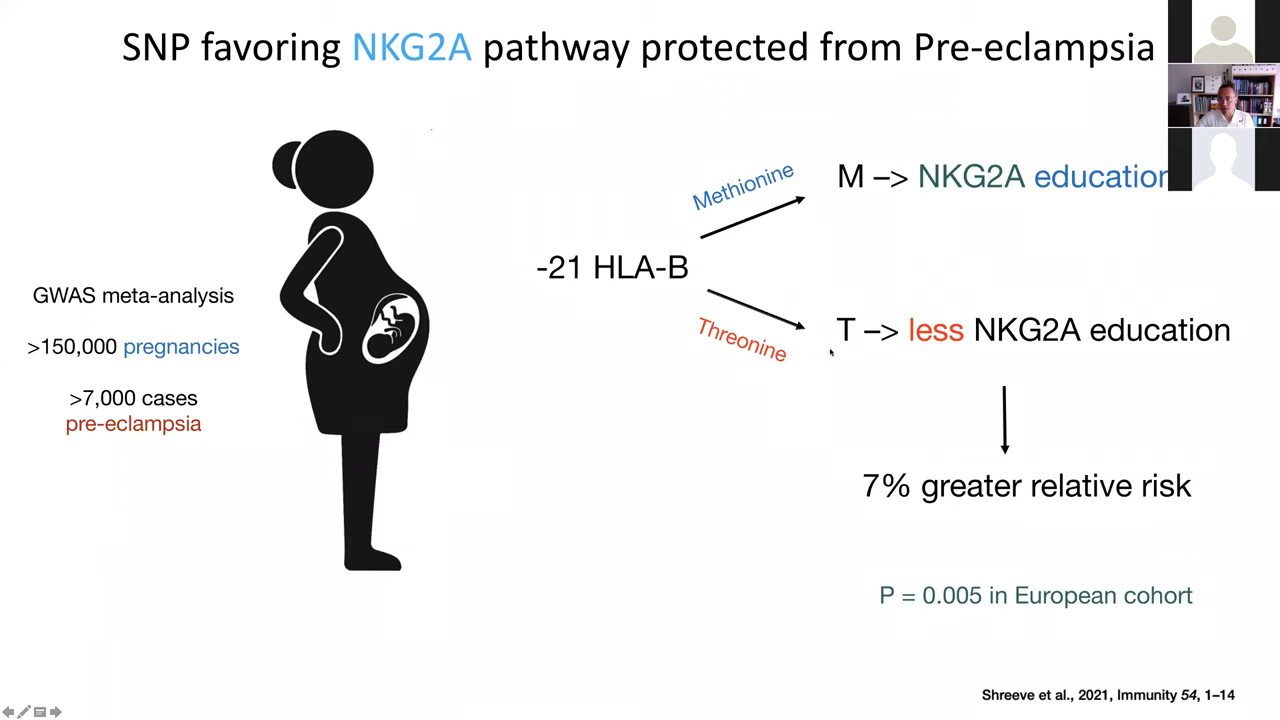 SNP favoring NKG2A pathway protected from Pre-eclampsia
GWAS meta-analysis
>150,000 pregnancies
>7,000 cases
pre-eclampsia
-21 HLA-B
Methionine
M –> NKG2A education
Threonine
T –> less NKG2A education
7% greater relative risk
P = 0.005 in European cohort
Shreeve et al., 2021, Immunity 54, 1–14